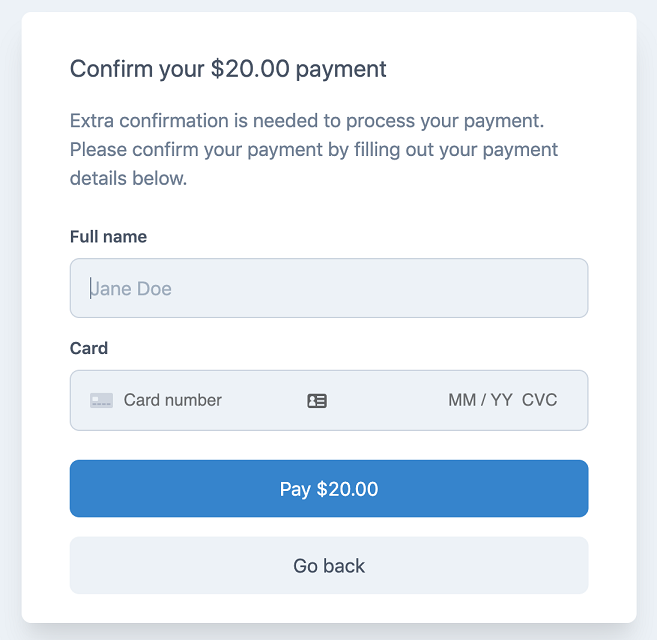 Confirm your $20.00 payment
Extra confirmation is needed to process your payment.
Please confirm your payment by filling out your payment
details below.
Full name
Jane Doe
Card
Card number MM / YY CVC
Pay $20.00
Go back